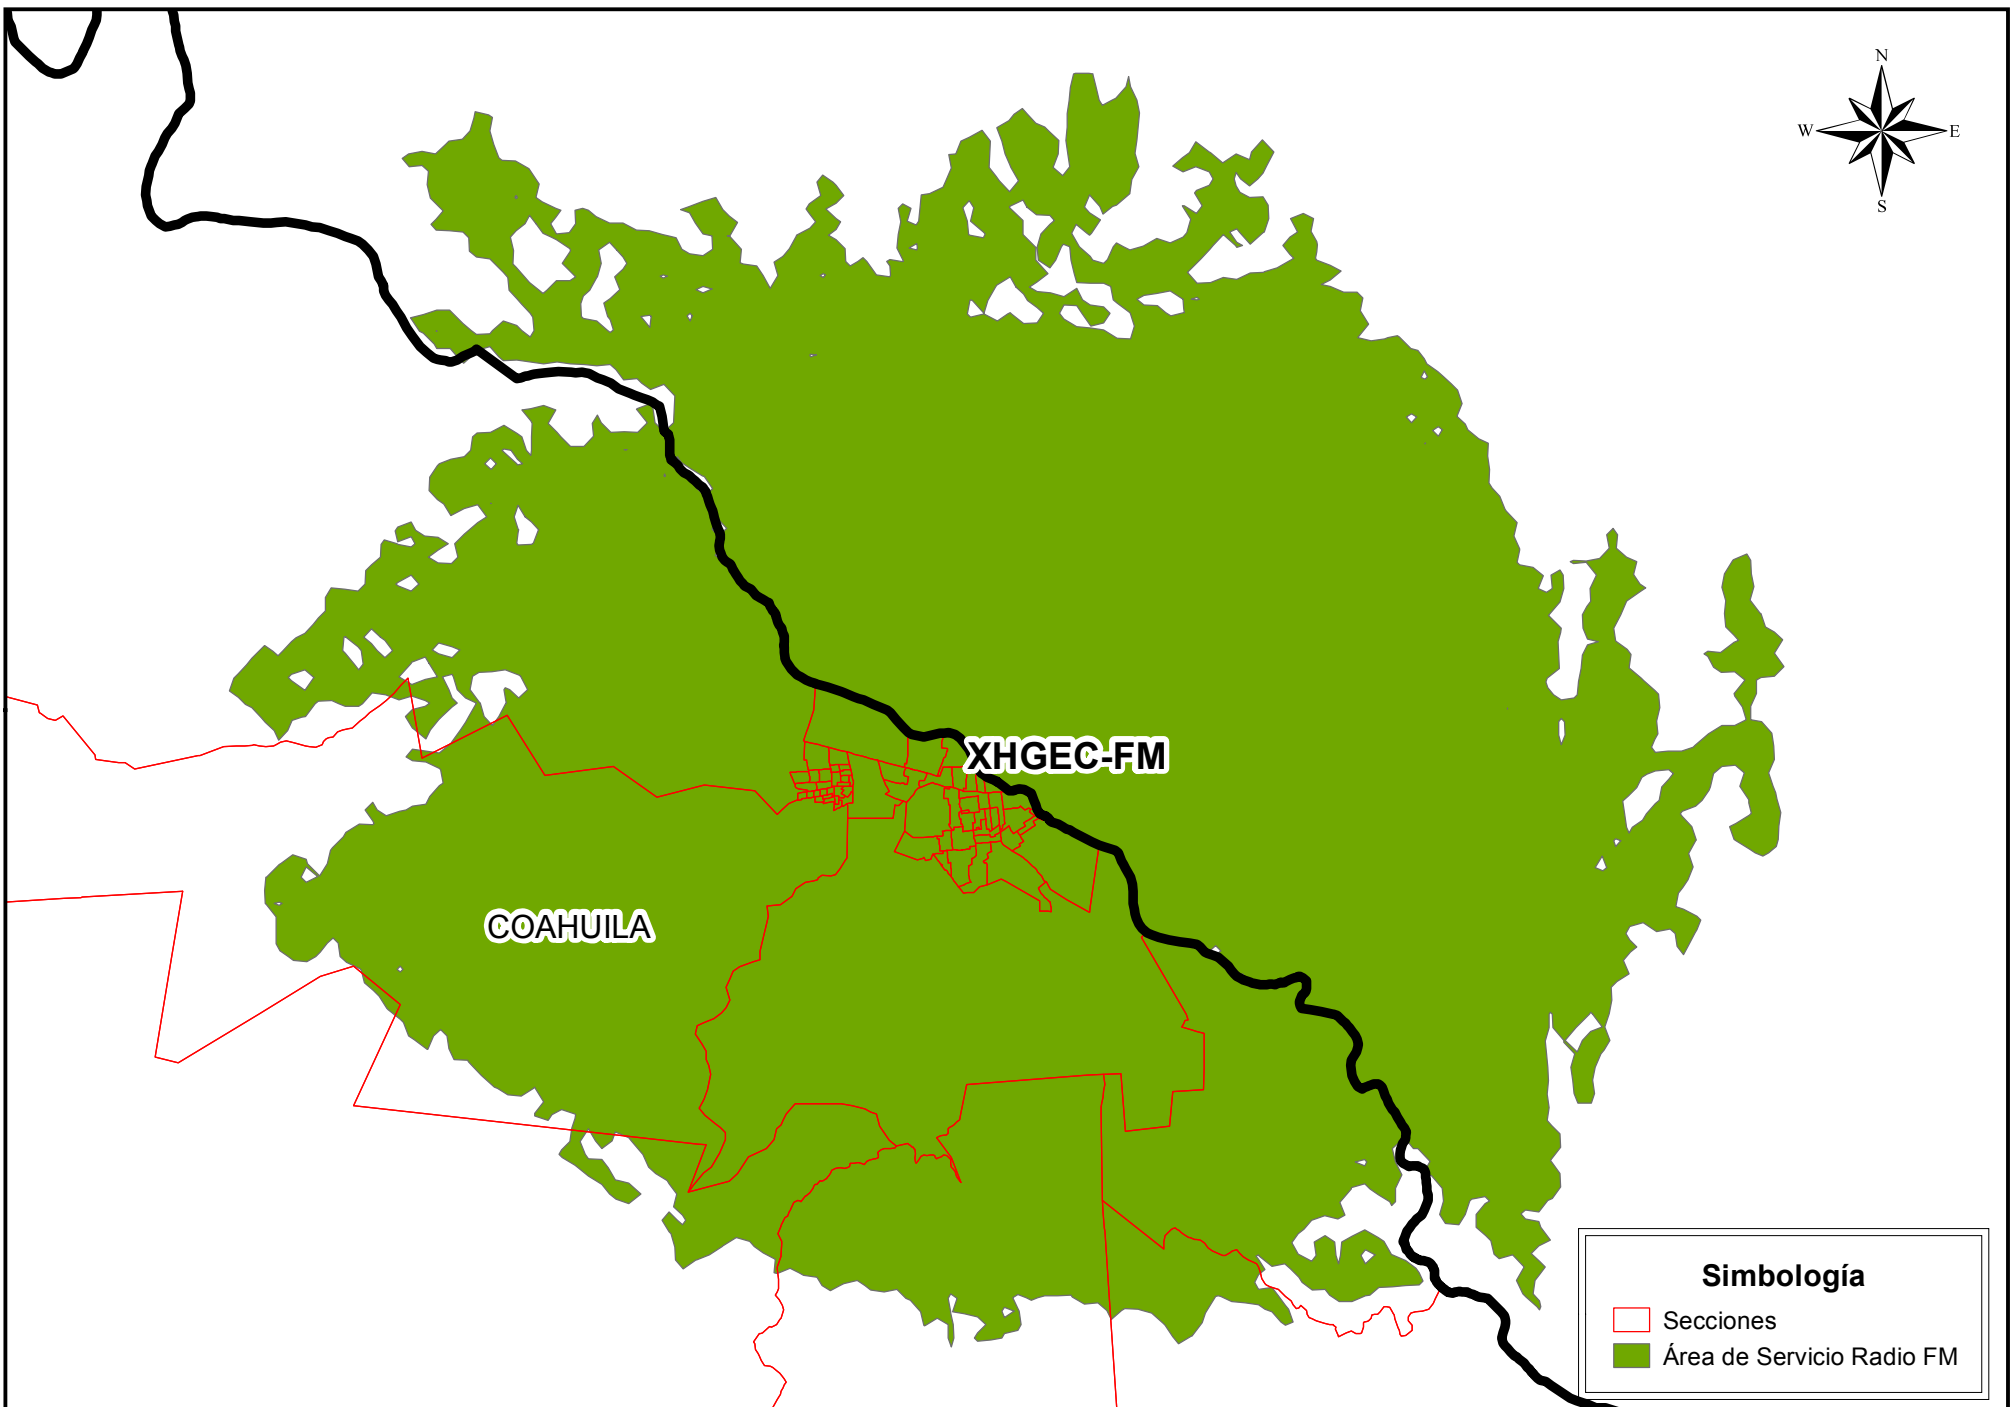 N
W E
S
XHGEC-FM
COAHUILA
Simbología
Secciones
Área de Servicio Radio FM